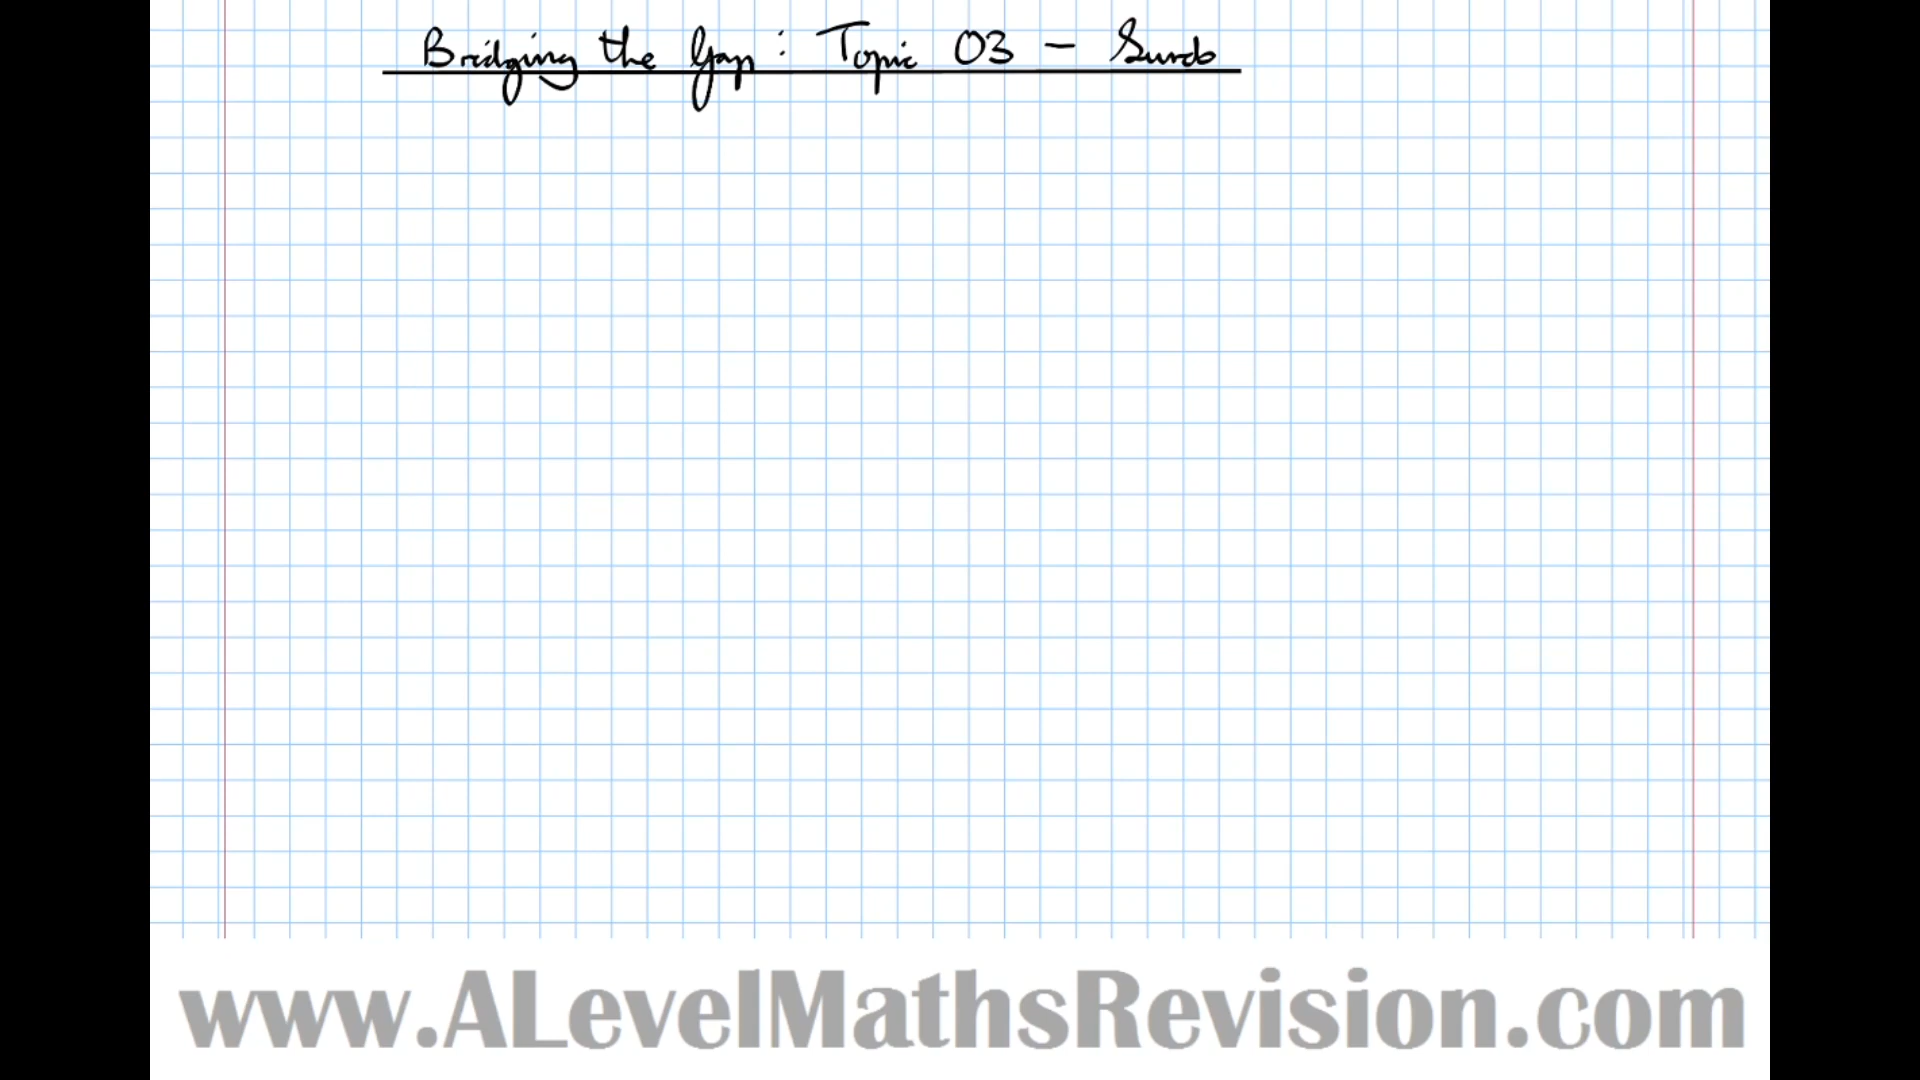 Bridging the Gap : Topic 03 - Surds
www.ALevelMathsRevision.com